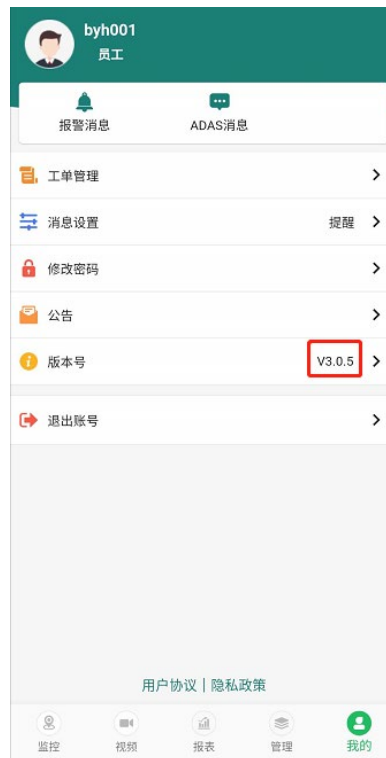 byh001
员工
报警消息 ADAS消息
工单管理
消息设置 提醒
修改密码
公告
版本号 V3.0.5
退出账号
用户协议 | 隐私政策
监控 视频 报表 管理 我的